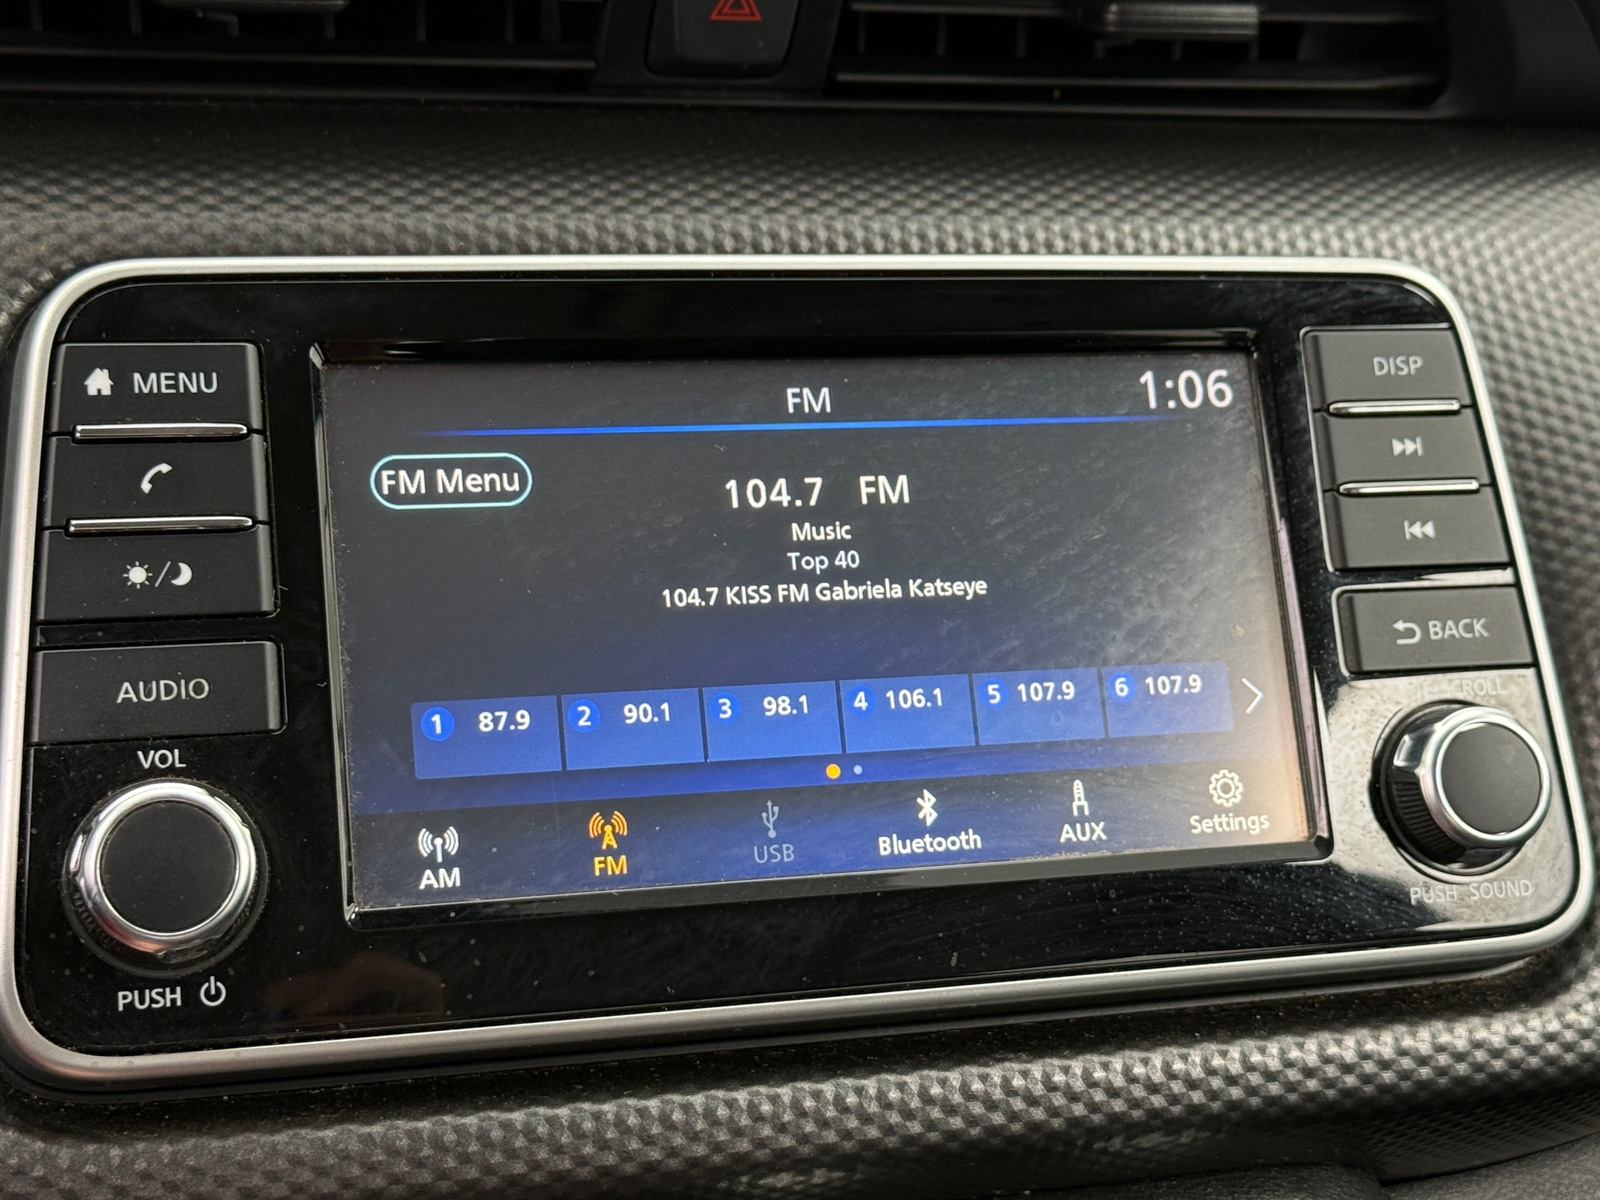 MENU
AUDIO
VOL
PUSH
FM
1:06
FM Menu
104.7 FM
Music
Top 40
104.7 KISS FM Gabriela Katseye
1 87.9
2 90.1
3 98.1
4 106.1
5 107.9
6 107.9
AM
FM
USB
Bluetooth
AUX
Settings
DISP
BACK
SCROLL
PUSH SOUND